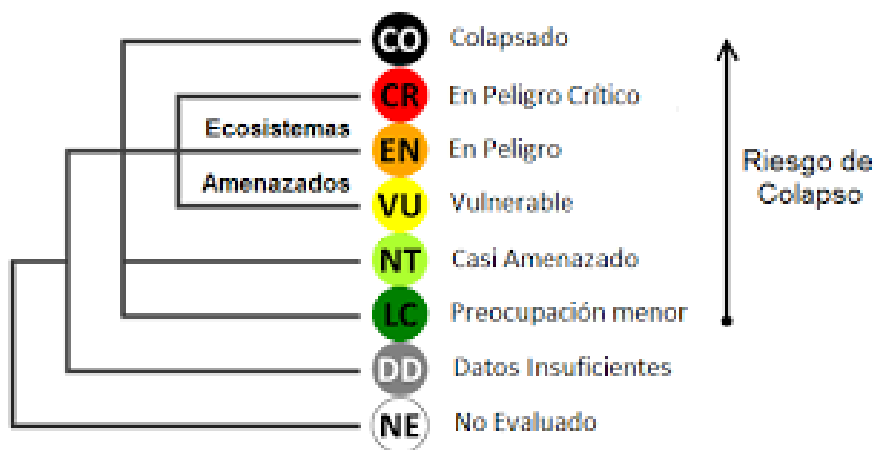 CO Colapsado
CR En Peligro Crítico
Ecosistemas
EN En Peligro
Amenazados
VU Vulnerable
NT Casi Amenazado
LC Preocupación menor
DD Datos Insuficientes
NE No Evaluado
Riesgo de
Colapso